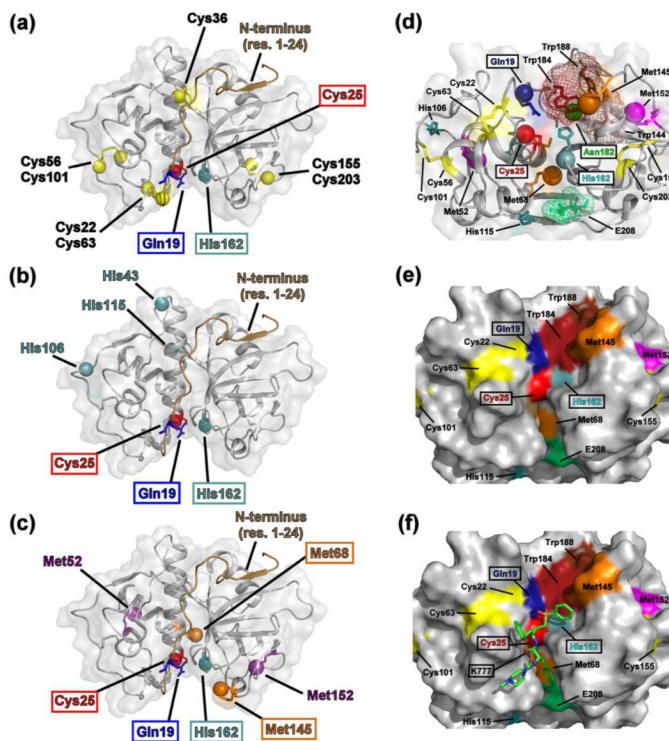 (a)
Cys36
N-terminus
(res. 1-24)
Cys25
Cys56
Cys101
Cys155
Cys203
Cys22
Cys63
Gln19
His162
(b)
His43
N-terminus
(res. 1-24)
His115
His106
Cys25
Gln19
His162
(c)
N-terminus
(res. 1-24)
Met52
Met68
Cys25
Met152
Gln19
His162
Met145
(d)
Trp188
Gln19
Trp184
Met145
Cys22
Cys63
Met152
His106
Trp144
Asn182
Cys25
His162
Cys56
Met68
Cys101
Met52
Cys203
His115
E208
(e)
Trp188
Trp184
Gln19
Met145
Cys22
Met152
Cys63
His162
Cys25
Met68
Cys155
Cys101
E208
His115
(f)
Trp188
Trp184
Gln19
Met145
Cys22
Met152
Cys63
Cys25
His162
K777
Met68
Cys155
Cys101
E208
His115